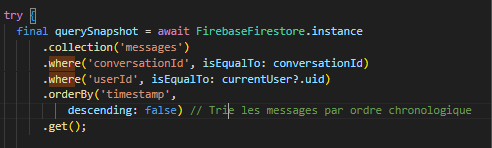 try {
final querySnapshot = await FirebaseFirestore.instance
.collection('messages')
.where('conversationId', isEqualTo: conversationId)
.where('userId', isEqualTo: currentUser?.uid)
.orderBy('timestamp',
descending: false) // Trie les messages par ordre chronologique
.get();